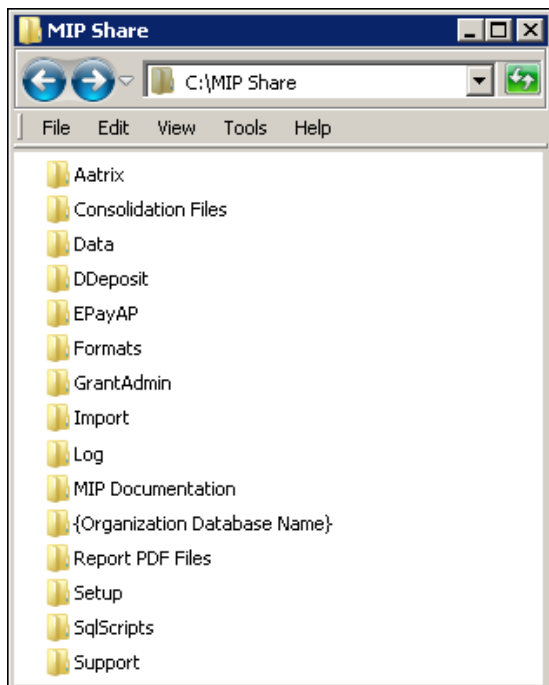 MIP Share
C:\MIP Share
File Edit View Tools Help
Aatrix
Consolidation Files
Data
DDeposit
EPayAP
Formats
GrantAdmin
Import
Log
MIP Documentation
{Organization Database Name}
Report PDF Files
Setup
SqlScripts
Support